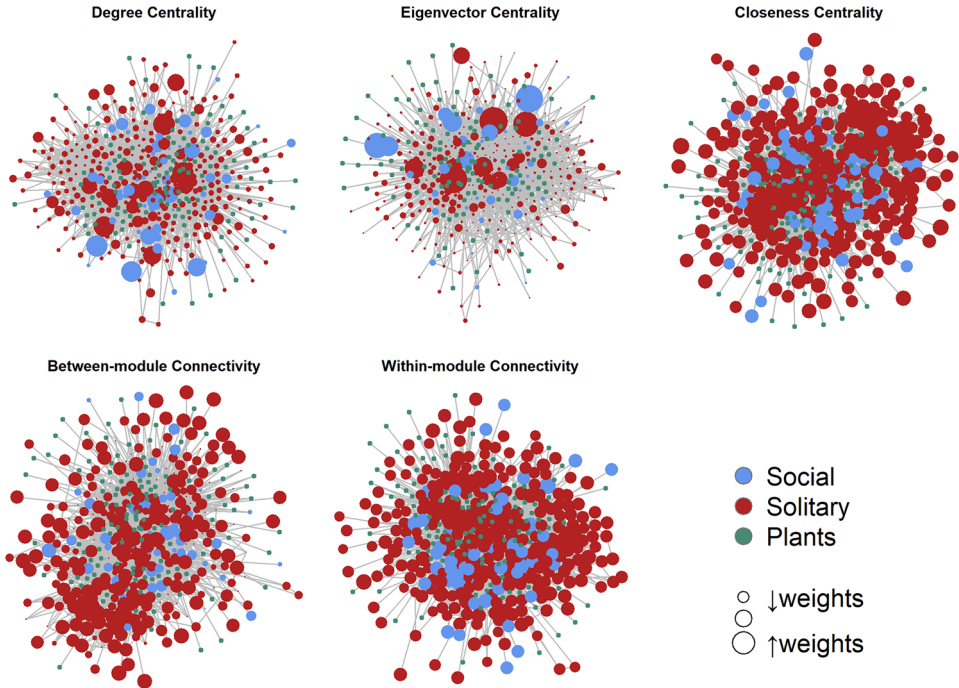 Degree Centrality
Eigenvector Centrality
Closeness Centrality
Between-module Connectivity
Within-module Connectivity
Social
Solitary
Plants
↓weights
↑weights